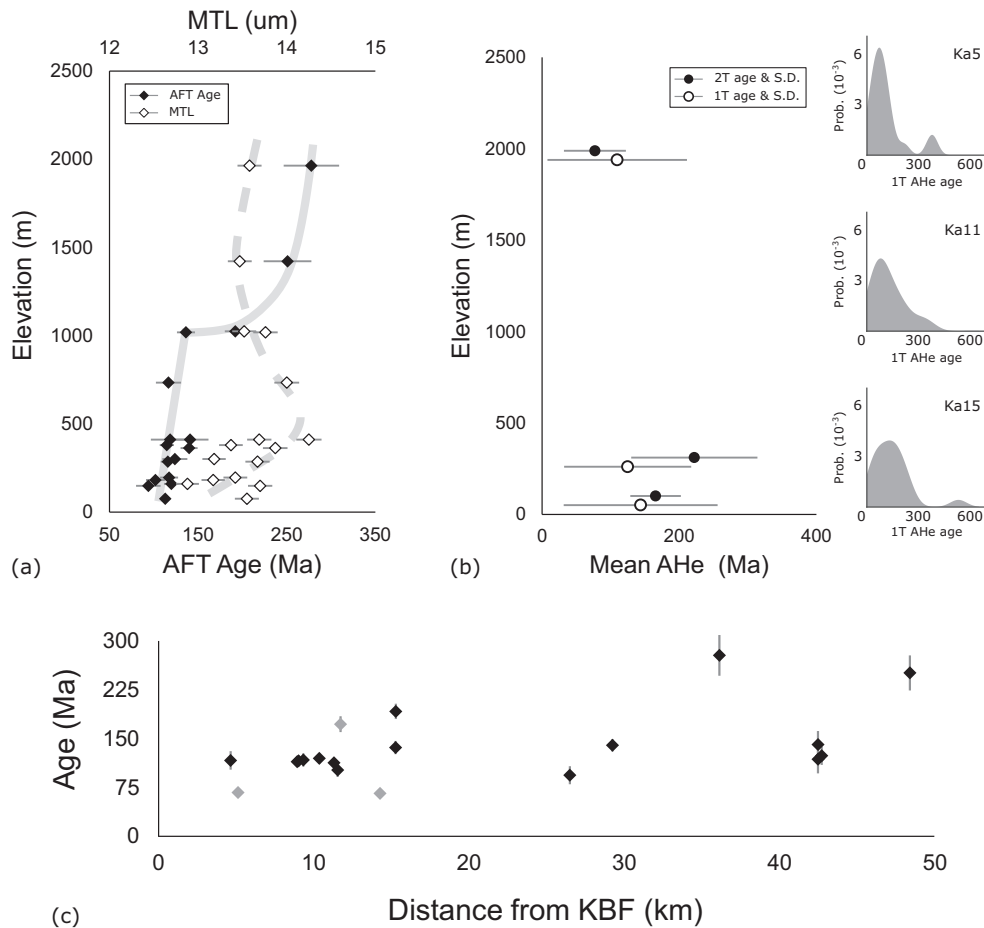 MTL (um)
12 13 14 15
2500
2000
1500
1000
500
0
Elevation (m)
AFT Age
MTL
50 150 250 350
AFT Age (Ma)
(a)
2500
2000
1500
1000
500
0
Elevation (m)
2T age & S.D.
1T age & S.D.
0 200 400
Mean AHe (Ma)
(b)
Ka5
6
3
Prob. (10-3)
0 300 600
1T AHe age
Ka11
6
3
Prob. (10-3)
0 300 600
1T AHe age
Ka15
6
3
Prob. (10-3)
0 300 600
1T AHe age
300
225
150
75
0
Age (Ma)
0 10 20 30 40 50
Distance from KBF (km)
(c)